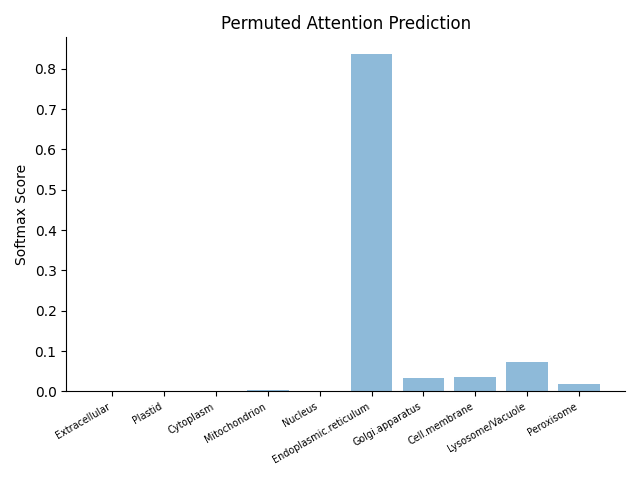 Permuted Attention Prediction
Softmax Score
0.8
0.7
0.6
0.5
0.4
0.3
0.2
0.1
0.0
Extracellular
Plastid
Cytoplasm
Mitochondrion
Nucleus
Endoplasmic.reticulum
Golgi.apparatus
Cell.membrane
Lysosome/Vacuole
Peroxisome